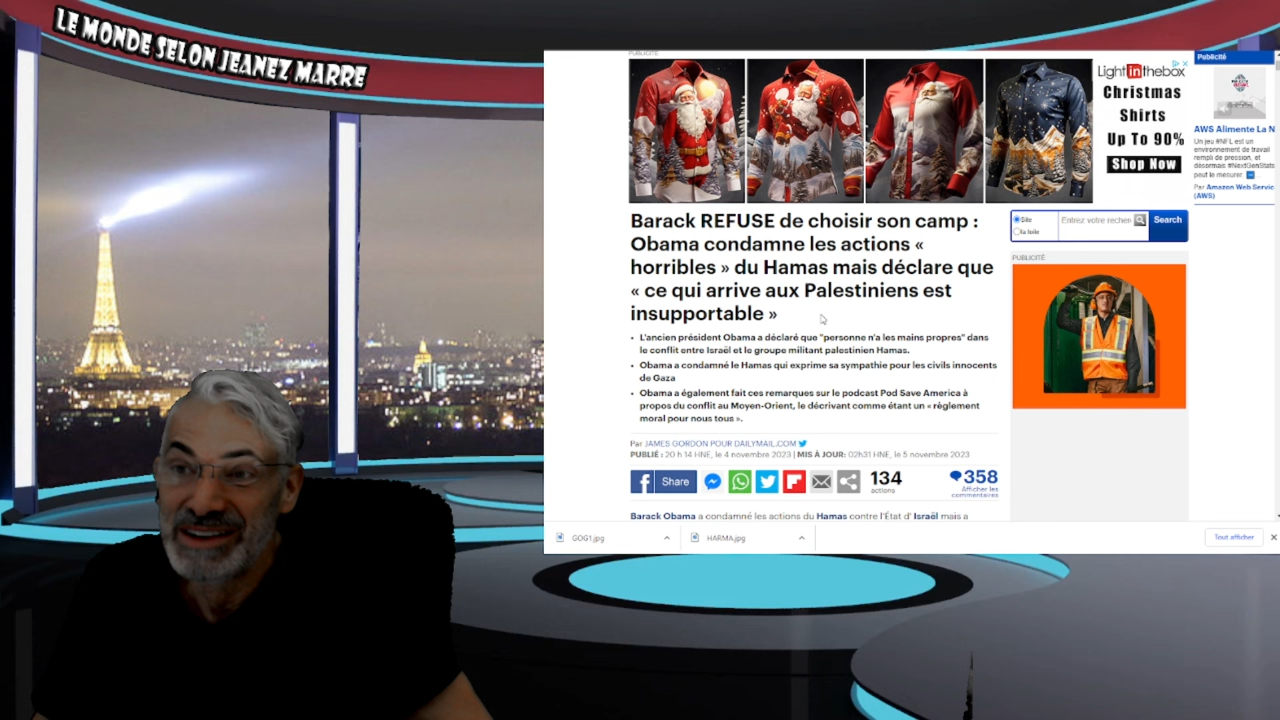 LE MONDE SELON JEANEZ MARRE
PUBLICITÉ
Lightinthebox
Christmas
Shirts
Up To 90%
Shop Now
Publicité
AWS Alimente La N
Un jeu #NFL est un
environnement de travail
rempli de pression, et
désormais #NextGenStats
peut le mesurer.
Par Amazon Web Servic
(AWS)
Barack REFUSE de choisir son camp :
Obama condamne les actions «
horribles » du Hamas mais déclare que
« ce qui arrive aux Palestiniens est
insupportable »
Site
la toile
Entrez votre recher
Search
PUBLICITÉ
• L'ancien président Obama a déclaré que "personne n'a les mains propres" dans
le conflit entre Israël et le groupe militant palestinien Hamas.
• Obama a condamné le Hamas qui exprime sa sympathie pour les civils innocents
de Gaza
• Obama a également fait ces remarques sur le podcast Pod Save America à
propos du conflit au Moyen-Orient, le décrivant comme étant un « règlement
moral pour nous tous ».
Par JAMES GORDON POUR DAILYMAIL.COM
PUBLIÉ : 20 h 14 HNE, le 4 novembre 2023 | MIS À JOUR: 02h31 HNE, le 5 novembre 2023
f Share
134
actions
358
Afficher les
commentaires
Barack Obama a condamné les actions du Hamas contre l'État d' Israël mais a
GOG1.jpg
HARMA.jpg
Tout afficher